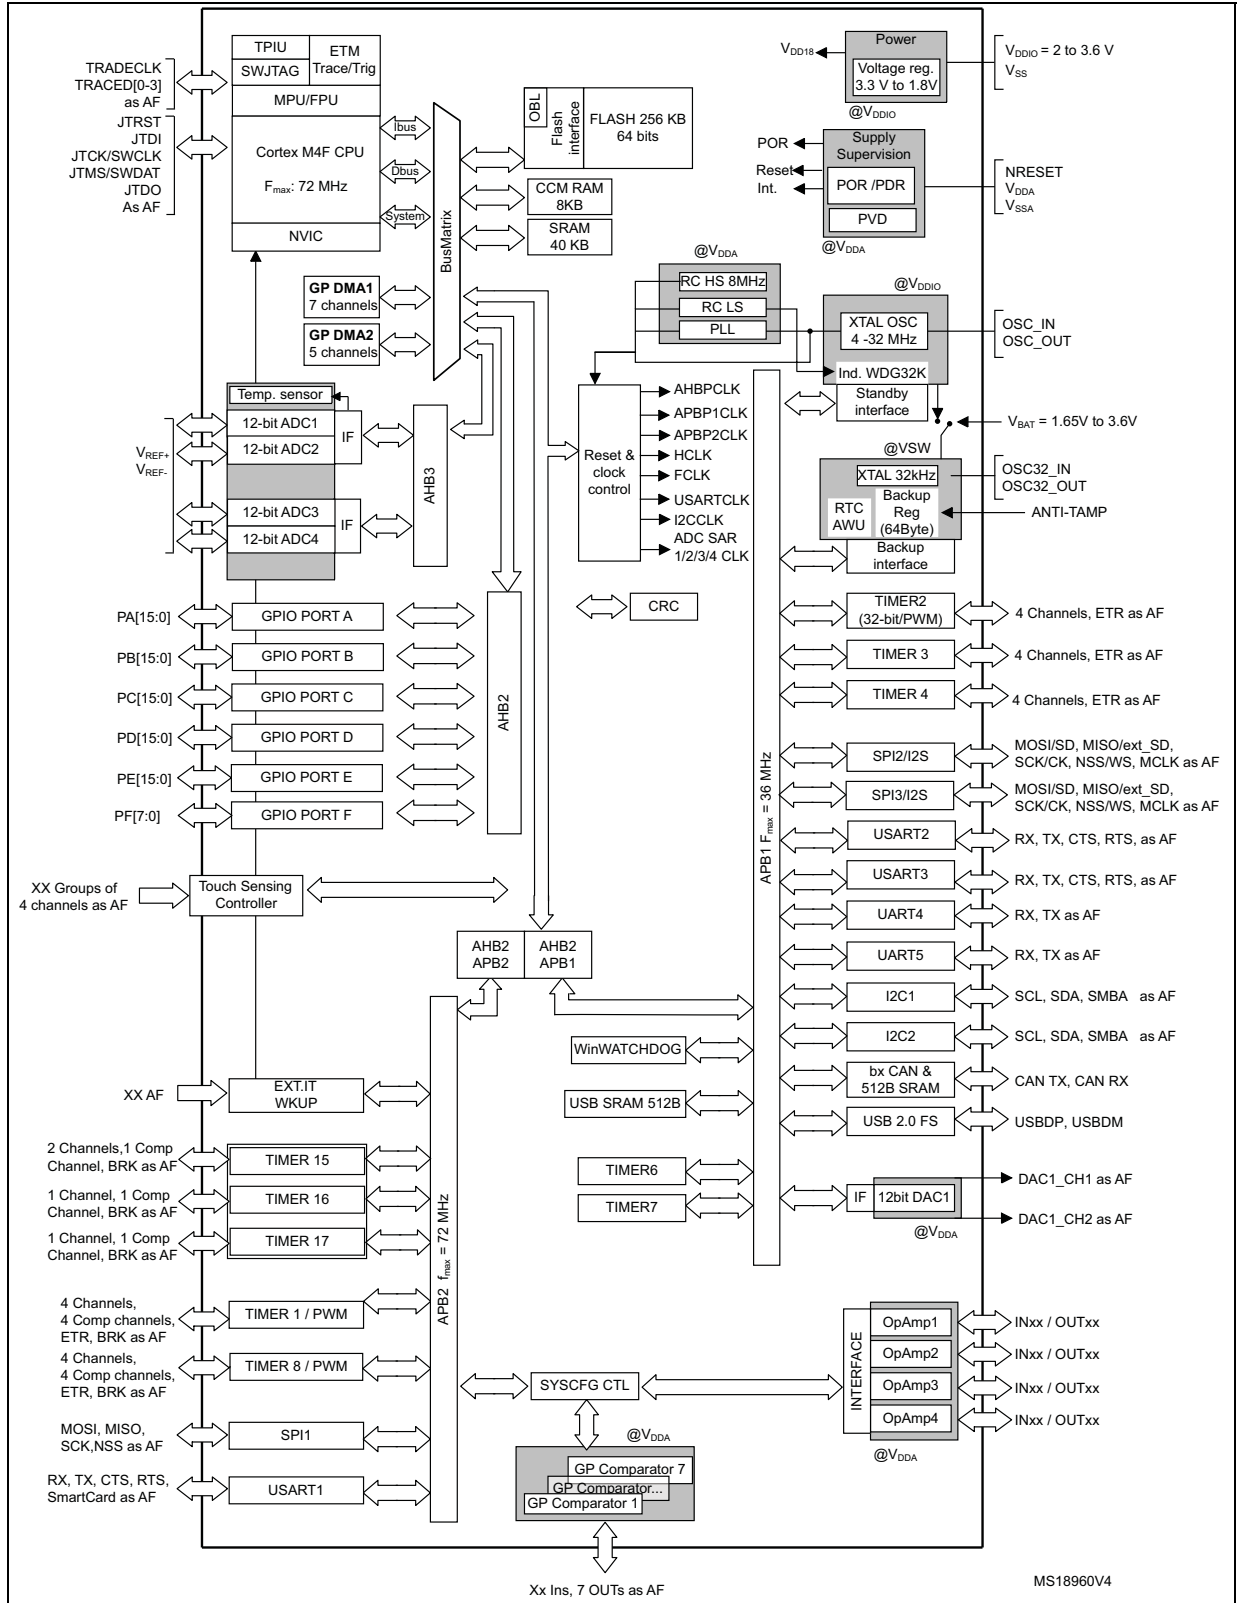 TPIU
ETM
Trace/Trig
SWJTAG
MPU/FPU
Cortex M4F CPU
Fmax: 72 MHz
NVIC
TRADECLK
TRACED[0-3]
as AF
JTRST
JTDI
JTCK/SWCLK
JTMS/SWDAT
JTDO
As AF
Ibus
Dbus
System
BusMatrix
OBL
Flash
interface
FLASH 256 KB
64 bits
CCM RAM
8KB
SRAM
40 KB
GP DMA1
7 channels
GP DMA2
5 channels
VDD18
Power
Voltage reg.
3.3 V to 1.8V
@VDDIO
VDDIO = 2 to 3.6 V
VSS
POR
Reset
Int.
Supply
Supervision
POR /PDR
PVD
@VDDA
NRESET
VDDA
VSSA
@VDDA
RC HS 8MHz
RC LS
PLL
@VDDIO
XTAL OSC
4 -32 MHz
Ind. WDG32K
Standby
interface
OSC_IN
OSC_OUT
VBAT = 1.65V to 3.6V
@VSW
XTAL 32kHz
RTC
AWU
Backup
Reg
(64Byte)
Backup
interface
OSC32_IN
OSC32_OUT
ANTI-TAMP
Reset &
clock
control
AHBPCLK
APBP1CLK
APBP2CLK
HCLK
FCLK
USARTCLK
I2CCLK
ADC SAR
1/2/3/4 CLK
Temp. sensor
12-bit ADC1
12-bit ADC2
IF
VREF+
VREF-
12-bit ADC3
12-bit ADC4
IF
AHB3
CRC
PA[15:0]
GPIO PORT A
PB[15:0]
GPIO PORT B
PC[15:0]
GPIO PORT C
PD[15:0]
GPIO PORT D
PE[15:0]
GPIO PORT E
PF[7:0]
GPIO PORT F
AHB2
XX Groups of
4 channels as AF
Touch Sensing
Controller
AHB2
APB2
AHB2
APB1
APB1 Fmax = 36 MHz
TIMER2
(32-bit/PWM)
4 Channels, ETR as AF
TIMER 3
4 Channels, ETR as AF
TIMER 4
4 Channels, ETR as AF
SPI2/I2S
MOSI/SD, MISO/ext_SD,
SCK/CK, NSS/WS, MCLK as AF
SPI3/I2S
MOSI/SD, MISO/ext_SD,
SCK/CK, NSS/WS, MCLK as AF
USART2
RX, TX, CTS, RTS, as AF
USART3
RX, TX, CTS, RTS, as AF
UART4
RX, TX as AF
UART5
RX, TX as AF
I2C1
SCL, SDA, SMBA as AF
I2C2
SCL, SDA, SMBA as AF
bx CAN &
512B SRAM
CAN TX, CAN RX
USB 2.0 FS
USBDP, USBDM
IF
12bit DAC1
@VDDA
DAC1_CH1 as AF
DAC1_CH2 as AF
WinWATCHDOG
USB SRAM 512B
TIMER6
TIMER7
XX AF
EXT.IT
WKUP
2 Channels,1 Comp
Channel, BRK as AF
TIMER 15
1 Channel, 1 Comp
Channel, BRK as AF
TIMER 16
1 Channel, 1 Comp
Channel, BRK as AF
TIMER 17
4 Channels,
4 Comp channels,
ETR, BRK as AF
TIMER 1 / PWM
4 Channels,
4 Comp channels,
ETR, BRK as AF
TIMER 8 / PWM
MOSI, MISO,
SCK,NSS as AF
SPI1
RX, TX, CTS, RTS,
SmartCard as AF
USART1
APB2 fmax = 72 MHz
SYSCFG CTL
@VDDA
GP Comparator 7
GP Comparator...
GP Comparator 1
Xx Ins, 7 OUTs as AF
INTERFACE
OpAmp1
INxx / OUTxx
OpAmp2
INxx / OUTxx
OpAmp3
INxx / OUTxx
OpAmp4
INxx / OUTxx
@VDDA
MS18960V4